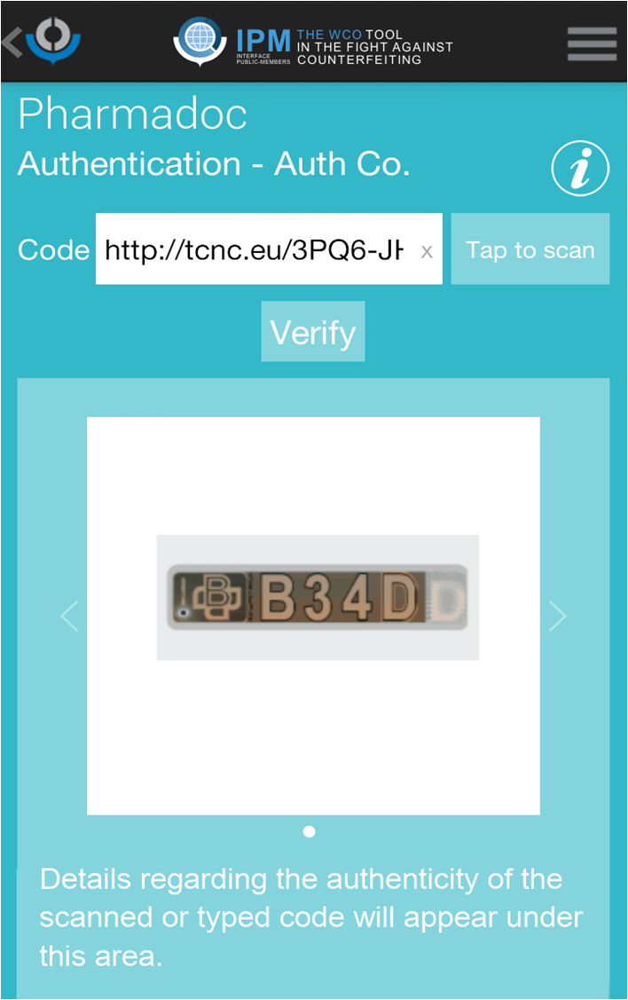 IPM
INTERFACE
PUBLIC-MEMBERS
THE WCO TOOL
IN THE FIGHT AGAINST
COUNTERFEITING
Pharmadoc
Authentication - Auth Co.
Code http://tcnc.eu/3PQ6-JH x Tap to scan
Verify
B34D D
Details regarding the authenticity of the
scanned or typed code will appear under
this area.